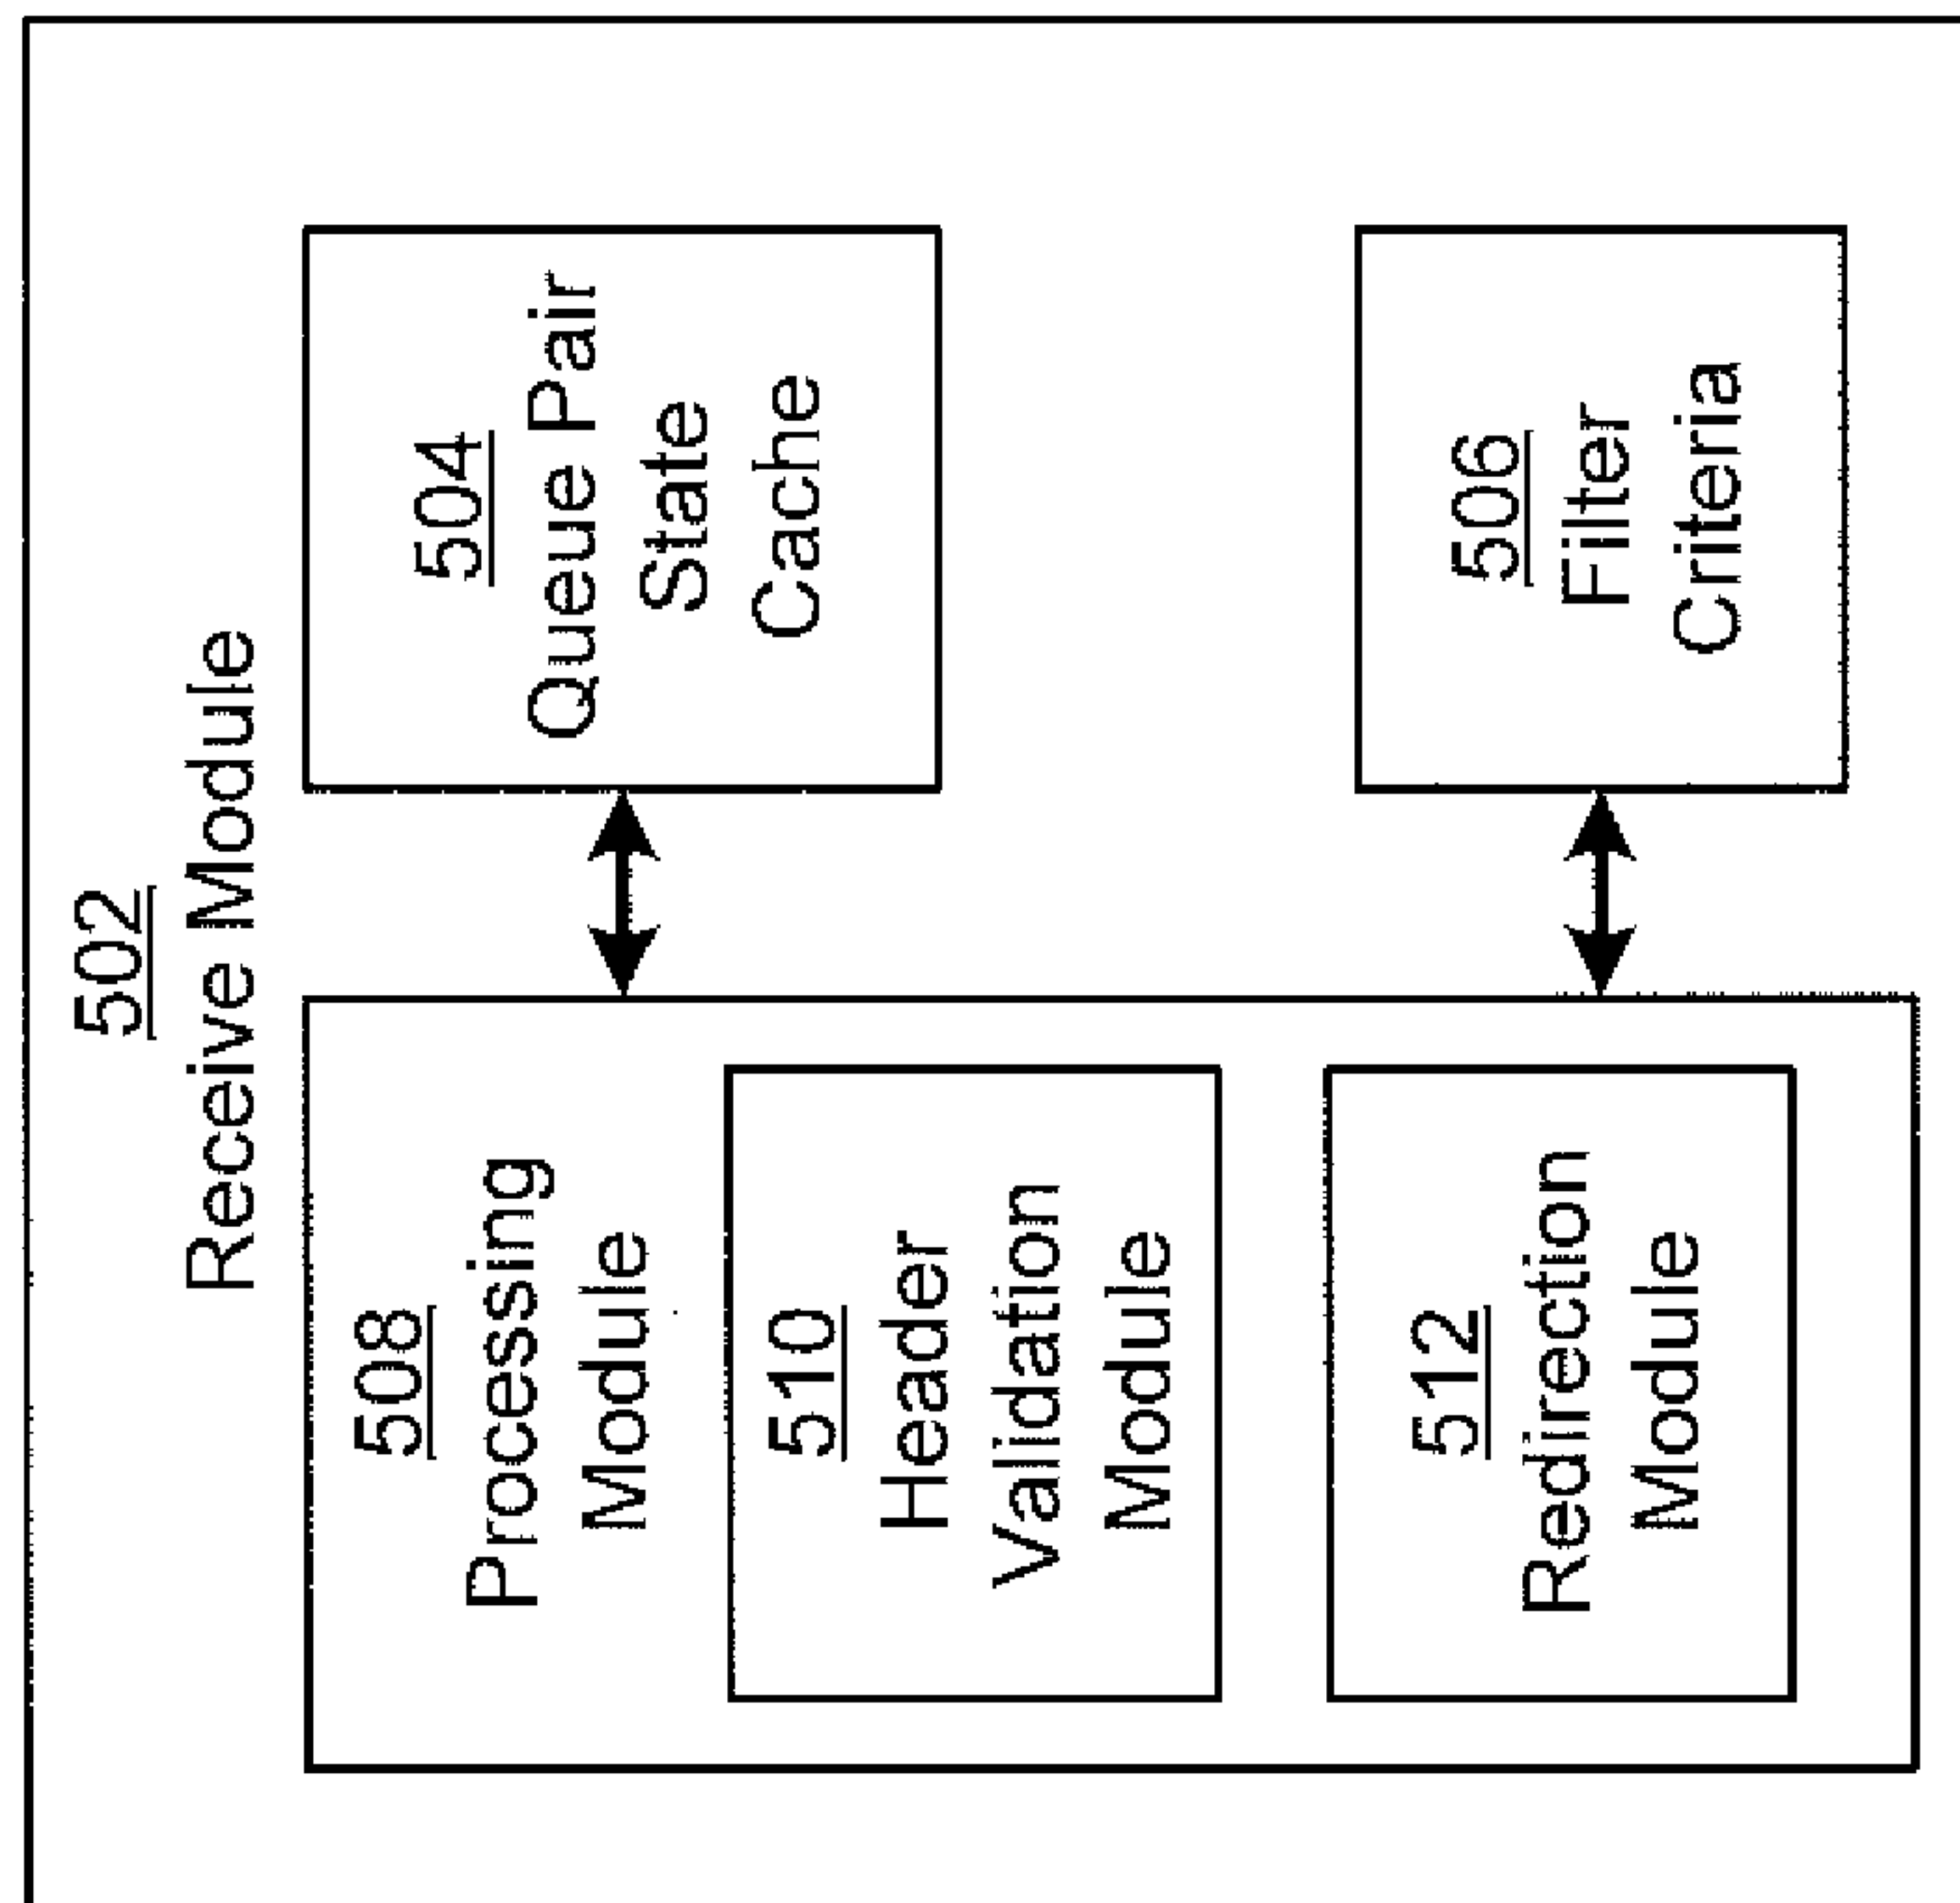 502
Receive Module
508
Processing
Module
510
Header
Validation
Module
512
Redirection
Module
504
Queue Pair
State
Cache
506
Filter
Criteria